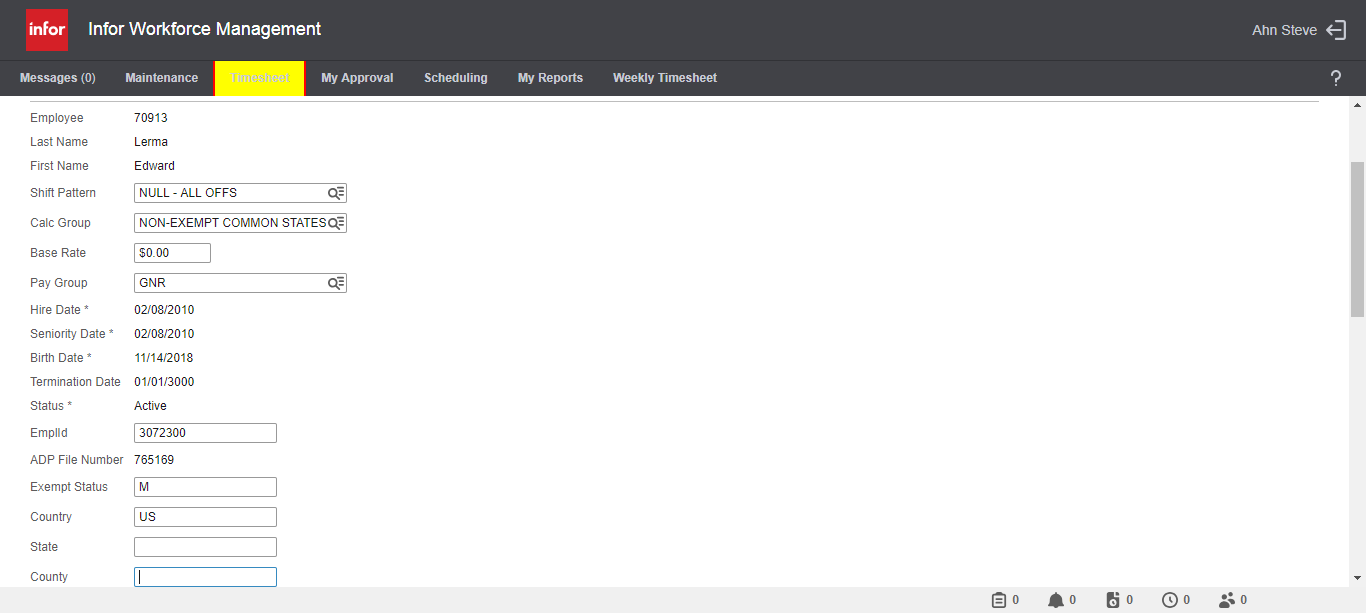 infor Infor Workforce Management Ahn Steve
Messages (0) Maintenance Timesheet My Approval Scheduling My Reports Weekly Timesheet ?
Employee 70913
Last Name Lerma
First Name Edward
Shift Pattern NULL - ALL OFFS
Calc Group NON-EXEMPT COMMON STATES
Base Rate $0.00
Pay Group GNR
Hire Date * 02/08/2010
Seniority Date * 02/08/2010
Birth Date * 11/14/2018
Termination Date 01/01/3000
Status * Active
EmplId 3072300
ADP File Number 765169
Exempt Status M
Country US
State
County
0 0 0 0 0